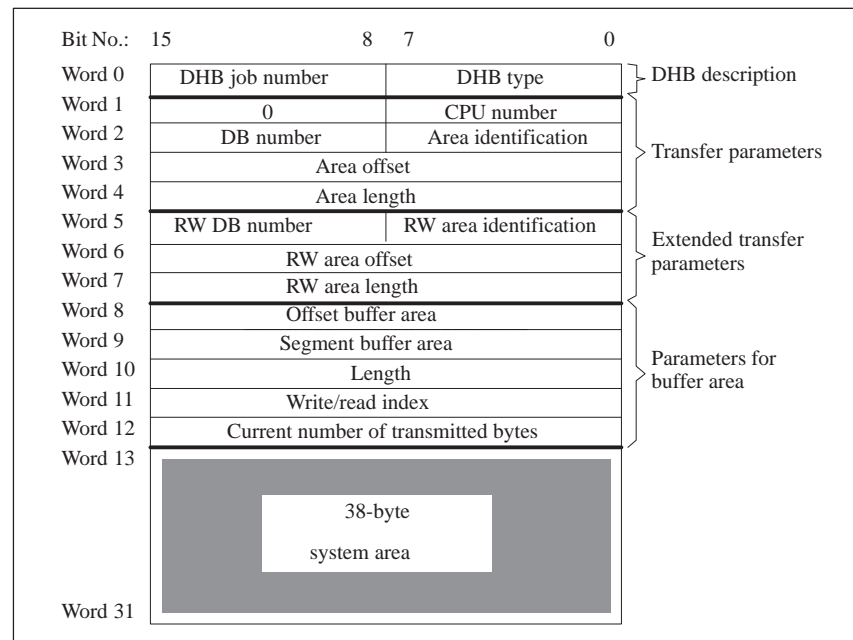 Bit No.: 15 8 7 0
Word 0 DHB job number DHB type DHB description
Word 1 0 CPU number
Word 2 DB number Area identification
Word 3 Area offset Transfer parameters
Word 4 Area length
Word 5 RW DB number RW area identification
Word 6 RW area offset Extended transfer
Word 7 RW area length parameters
Word 8 Offset buffer area
Word 9 Segment buffer area
Word 10 Length Parameters for
Word 11 Write/read index buffer area
Word 12 Current number of transmitted bytes
Word 13
38-byte
system area
Word 31